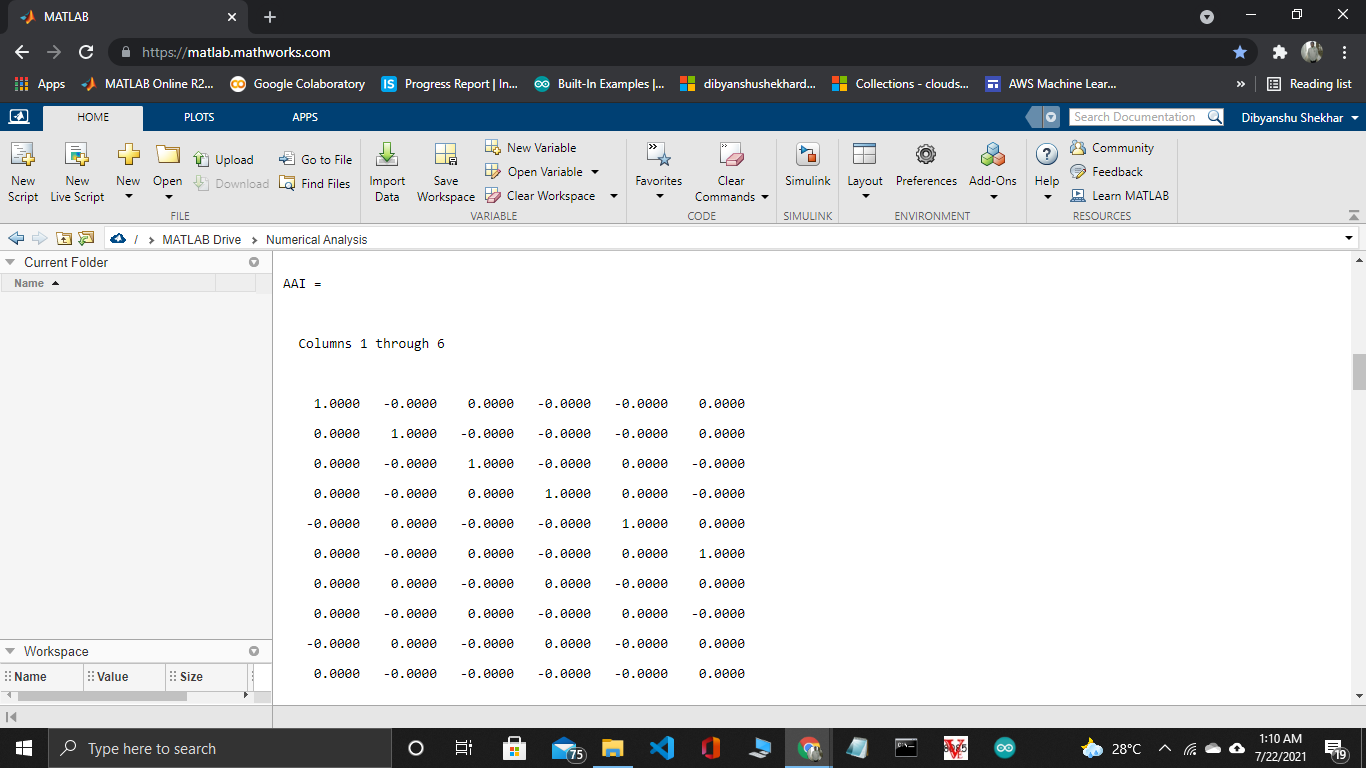 MATLAB
https://matlab.mathworks.com
Apps MATLAB Online R2... Google Colaboratory Progress Report | In... Built-In Examples |... dibyanshushekhard... Collections - clouds... AWS Machine Lear... » Reading list
HOME PLOTS APPS Search Documentation Dibyanshu Shekhar
New Script New Live Script New Open Upload Download Go to File Find Files
FILE
Import Data Save Workspace New Variable Open Variable Clear Workspace
VARIABLE
Favorites Clear Commands
CODE
Simulink
SIMULINK
Layout Preferences Add-Ons
ENVIRONMENT
Help Community Feedback Learn MATLAB
RESOURCES
/ MATLAB Drive Numerical Analysis
Current Folder
Name
AAI =
Columns 1 through 6
1.0000 -0.0000 0.0000 -0.0000 -0.0000 0.0000
0.0000 1.0000 -0.0000 -0.0000 -0.0000 0.0000
0.0000 -0.0000 1.0000 -0.0000 0.0000 -0.0000
0.0000 -0.0000 0.0000 1.0000 0.0000 -0.0000
-0.0000 0.0000 -0.0000 -0.0000 1.0000 0.0000
0.0000 -0.0000 0.0000 -0.0000 0.0000 1.0000
0.0000 0.0000 -0.0000 0.0000 -0.0000 0.0000
0.0000 -0.0000 0.0000 -0.0000 0.0000 -0.0000
-0.0000 0.0000 -0.0000 0.0000 -0.0000 0.0000
0.0000 -0.0000 -0.0000 -0.0000 -0.0000 0.0000
Workspace
Name Value Size
Type here to search 75 28°C 1:10 AM
7/22/2021 19